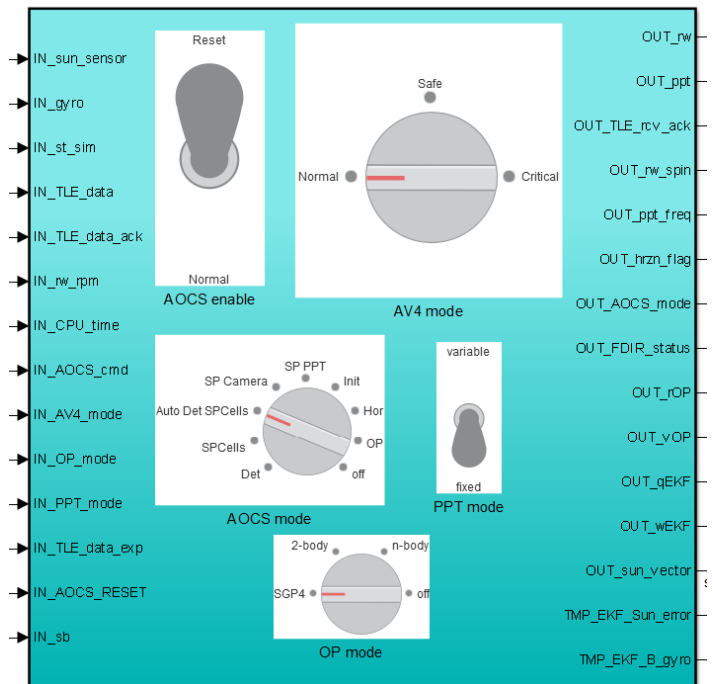 IN_sun_sensor
IN_gyro
IN_st_sim
IN_TLE_data
IN_TLE_data_ack
IN_rw_rpm
IN_CPU_time
IN_AOCS_cmd
IN_AV4_mode
IN_OP_mode
IN_PPT_mode
IN_TLE_data_exp
IN_AOCS_RESET
IN_sb
Reset
Normal
AOCS enable
Safe
Normal
Critical
AV4 mode
SP PPT
SP Camera
Init
Auto Det SPCells
Hor
SPCells
OP
Det
off
AOCS mode
variable
fixed
PPT mode
2-body
n-body
SGP4
off
OP mode
OUT_rw
OUT_ppt
OUT_TLE_rcv_ack
OUT_rw_spin
OUT_ppt_freq
OUT_hrzn_flag
OUT_AOCS_mode
OUT_FDIR_status
OUT_rOP
OUT_vOP
OUT_qEKF
OUT_wEKF
OUT_sun_vector
TMP_EKF_Sun_error
TMP_EKF_B_gyro